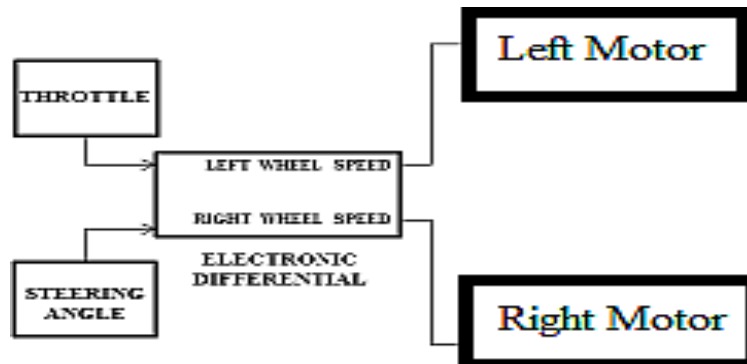 Left Motor
THROTTLE
LEFT WHEEL SPEED
RIGHT WHEEL SPEED
ELECTRONIC
DIFFERENTIAL
STEERING
ANGLE
Right Motor